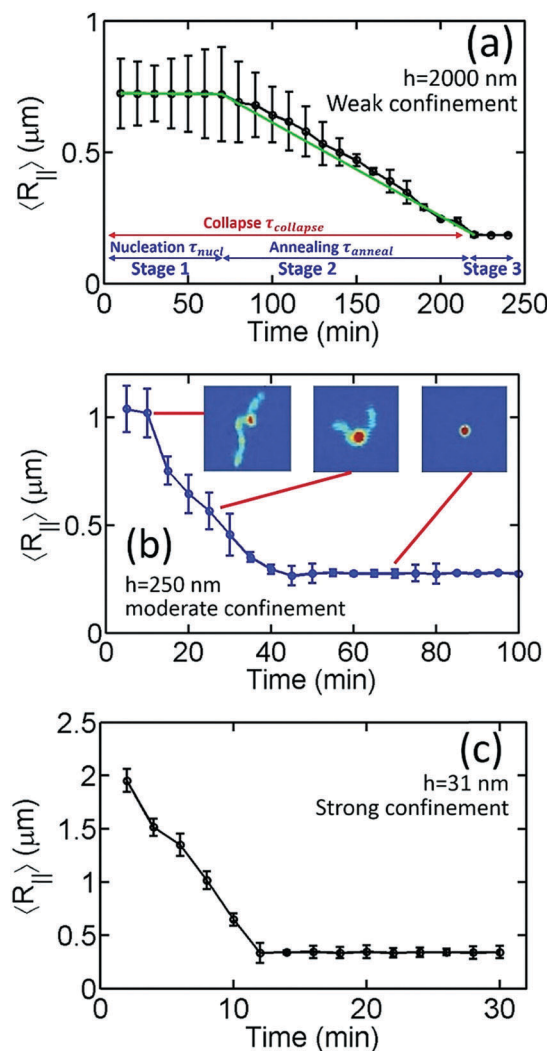 1
(a)
h=2000 nm
Weak confinement
0.5
⟨R||⟩ (μm)
Collapse τcollapse
Nucleation τnucl
Annealing τanneal
Stage 1
Stage 2
Stage 3
0
0
50
100
150
200
250
Time (min)
1
⟨R||⟩ (μm)
0.5
(b)
h=250 nm
moderate confinement
0
0
20
40
60
80
100
Time (min)
2.5
(c)
h=31 nm
Strong confinement
2
1.5
⟨R||⟩ (μm)
1
0.5
0
0
10
20
30
Time (min)